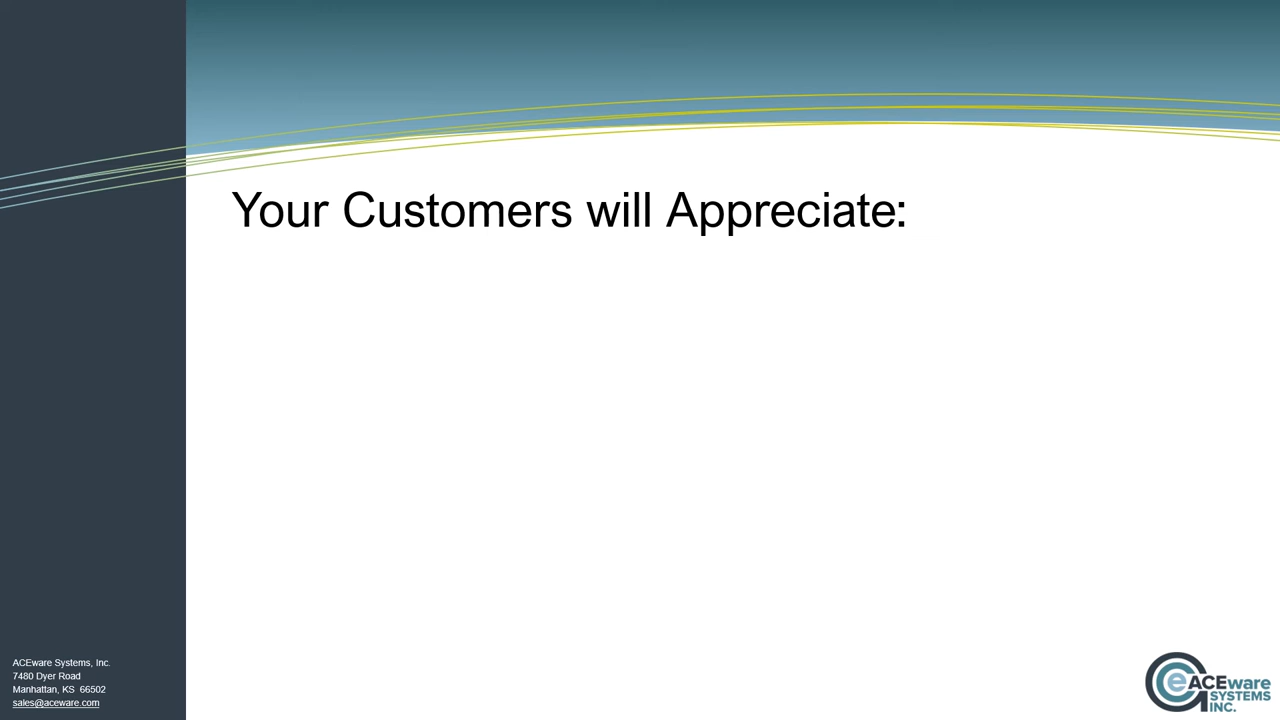 Your Customers will Appreciate:
ACEware Systems, Inc.
7480 Dyer Road
Manhattan, KS 66502
sales@aceware.com
e ACEware
SYSTEMS
INC.